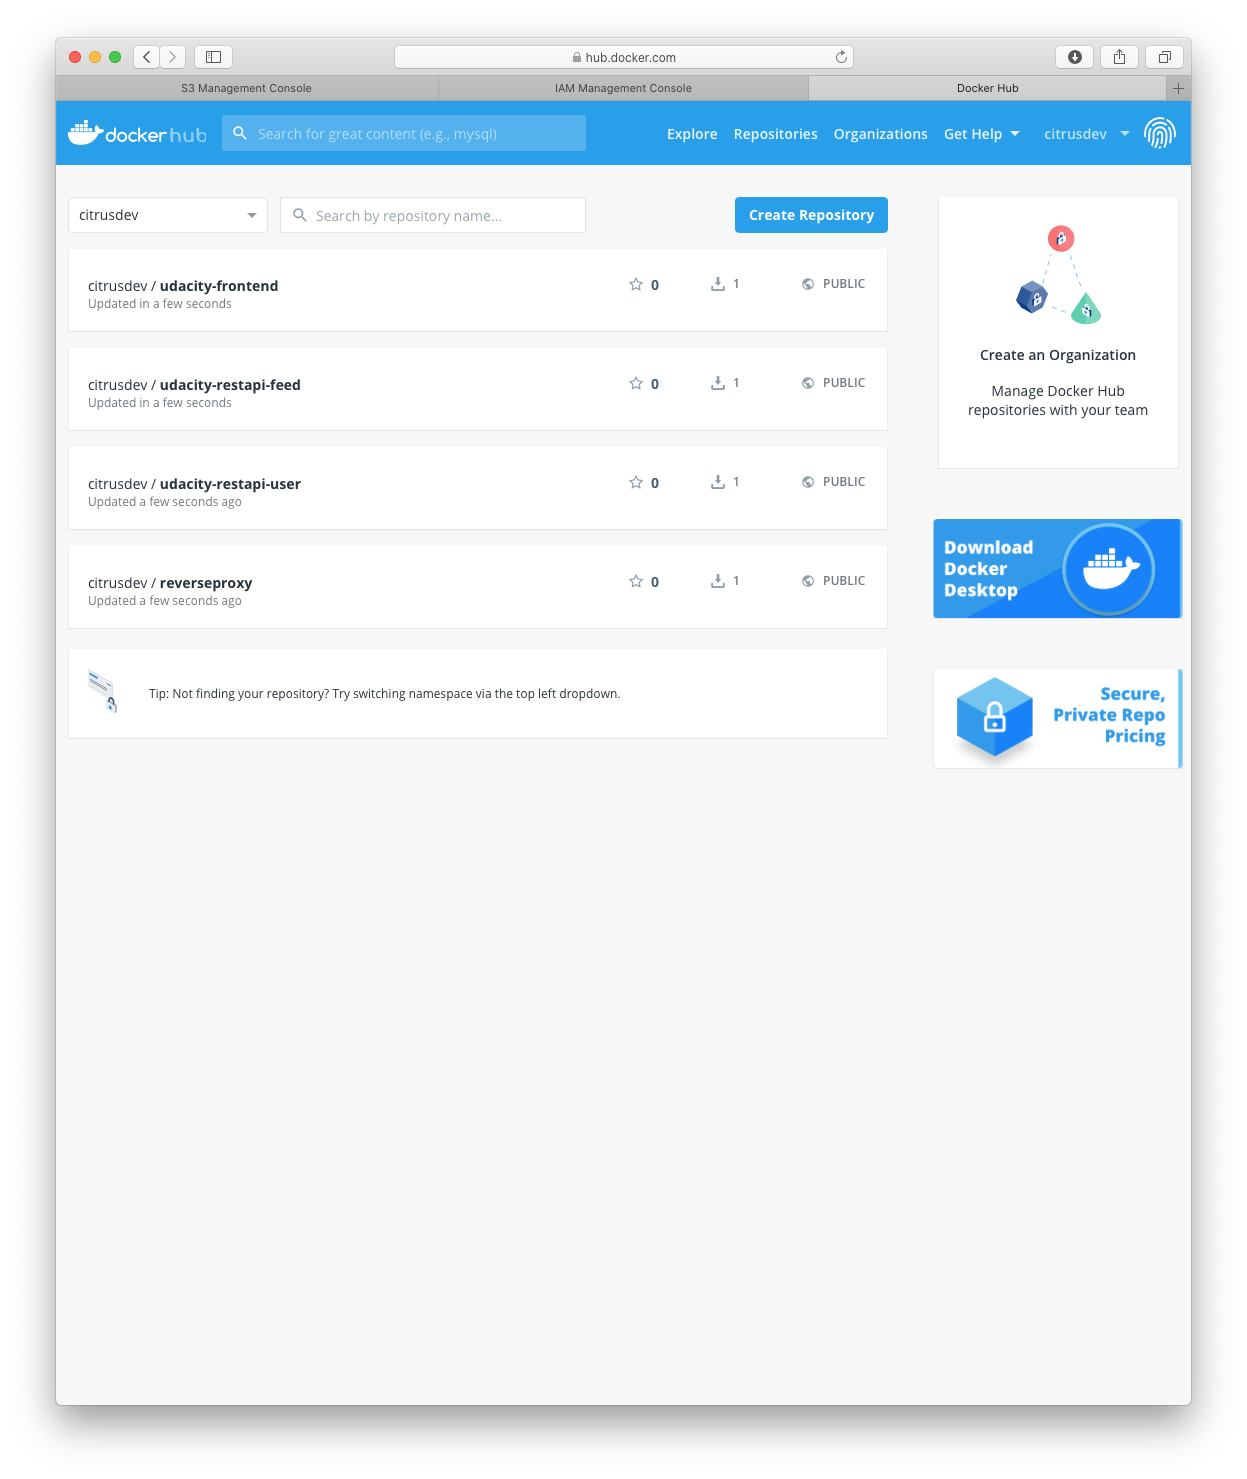 hub.docker.com
S3 Management Console
IAM Management Console
Docker Hub
docker hub
Search for great content (e.g., mysql)
Explore
Repositories
Organizations
Get Help
citrusdev
citrusdev
Search by repository name...
Create Repository
citrusdev / udacity-frontend
Updated in a few seconds
0
1
PUBLIC
citrusdev / udacity-restapi-feed
Updated in a few seconds
0
1
PUBLIC
citrusdev / udacity-restapi-user
Updated a few seconds ago
0
1
PUBLIC
citrusdev / reverseproxy
Updated a few seconds ago
0
1
PUBLIC
Tip: Not finding your repository? Try switching namespace via the top left dropdown.
Create an Organization
Manage Docker Hub
repositories with your team
Download
Docker
Desktop
Secure,
Private Repo
Pricing